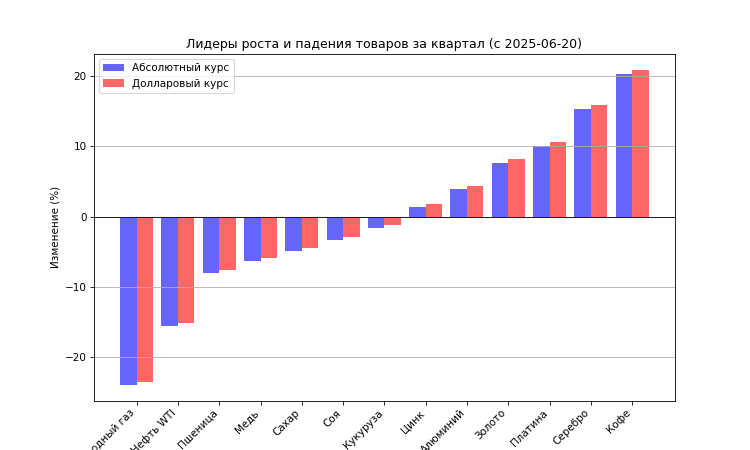 Лидеры роста и падения товаров за квартал (с 2025-06-20)
Абсолютный курс
Долларовый курс
Изменение (%)
20
10
0
−10
−20
одный газ
Нефть WTI
Пшеница
Медь
Сахар
Соя
Кукуруза
Цинк
Алюминий
Золото
Платина
Серебро
Кофе